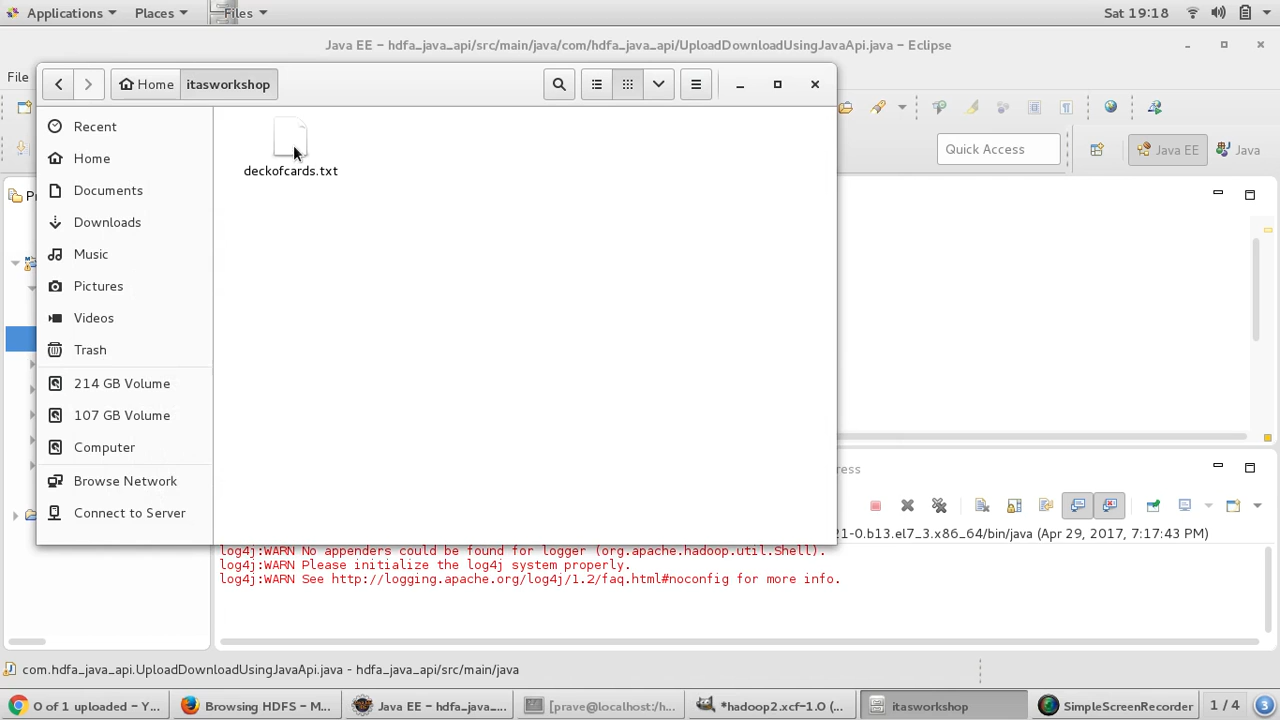 Applications Places Files Sat 19:18
Java EE - hdfa_java_api/src/main/java/com/hdfa_java_api/UploadDownloadUsingJavaApi.java - Eclipse
File
Home itasworkshop
Quick Access Java EE Java
Recent
Home
Documents
Downloads
Music
Pictures
Videos
Trash
214 GB Volume
107 GB Volume
Computer
Browse Network
Connect to Server
deckofcards.txt
21-0.b13.el7_3.x86_64/bin/java (Apr 29, 2017, 7:17:43 PM)
log4j:WARN No appenders could be found for logger (org.apache.hadoop.util.Shell).
log4j:WARN Please initialize the log4j system properly.
log4j:WARN See http://logging.apache.org/log4j/1.2/faq.html#noconfig for more info.
com.hdfa_java_api.UploadDownloadUsingJavaApi.java - hdfa_java_api/src/main/java
0 of 1 uploaded - Y... Browsing HDFS - M... Java EE - hdfa_java_... [prave@localhost:/h... *hadoop2.xcf-1.0 (... itasworkshop SimpleScreenRecorder 1 / 4 3